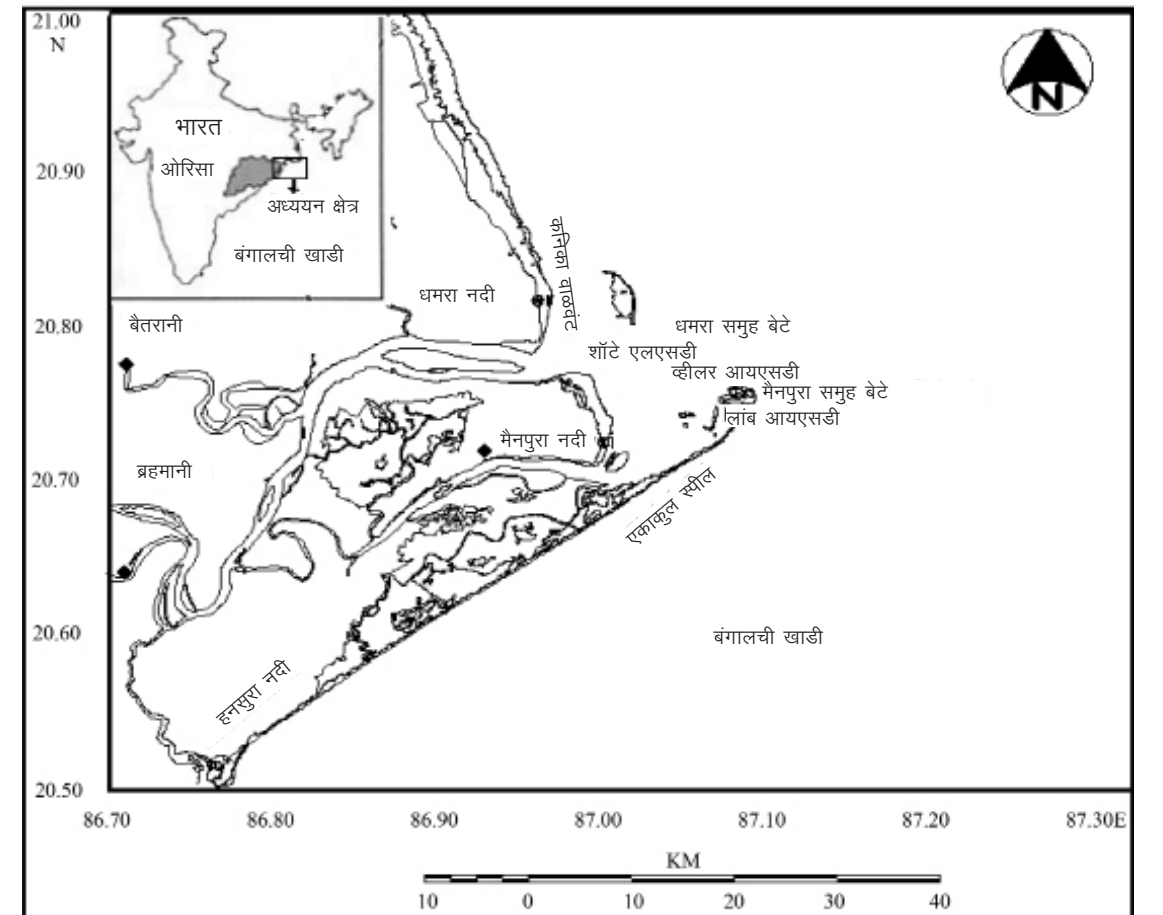 21.00
N
20.90
20.80
20.70
20.60
20.50
भारत
ओरिसा
अध्ययन क्षेत्र
बंगालची खाडी
N
कनिका वाळवंट
धमरा नदी
बैतरानी
धमरा समुह बेटे
शॉटे एलएसडी
व्हीलर आयएसडी
मैनपुरा समुह बेटे
लांब आयएसडी
मैनपुरा नदी
ब्रहमानी
एकाकुल स्पील
बंगालची खाडी
हनसुरा नदी
86.70 86.80 86.90 87.00 87.10 87.20 87.30E
KM
10 0 10 20 30 40